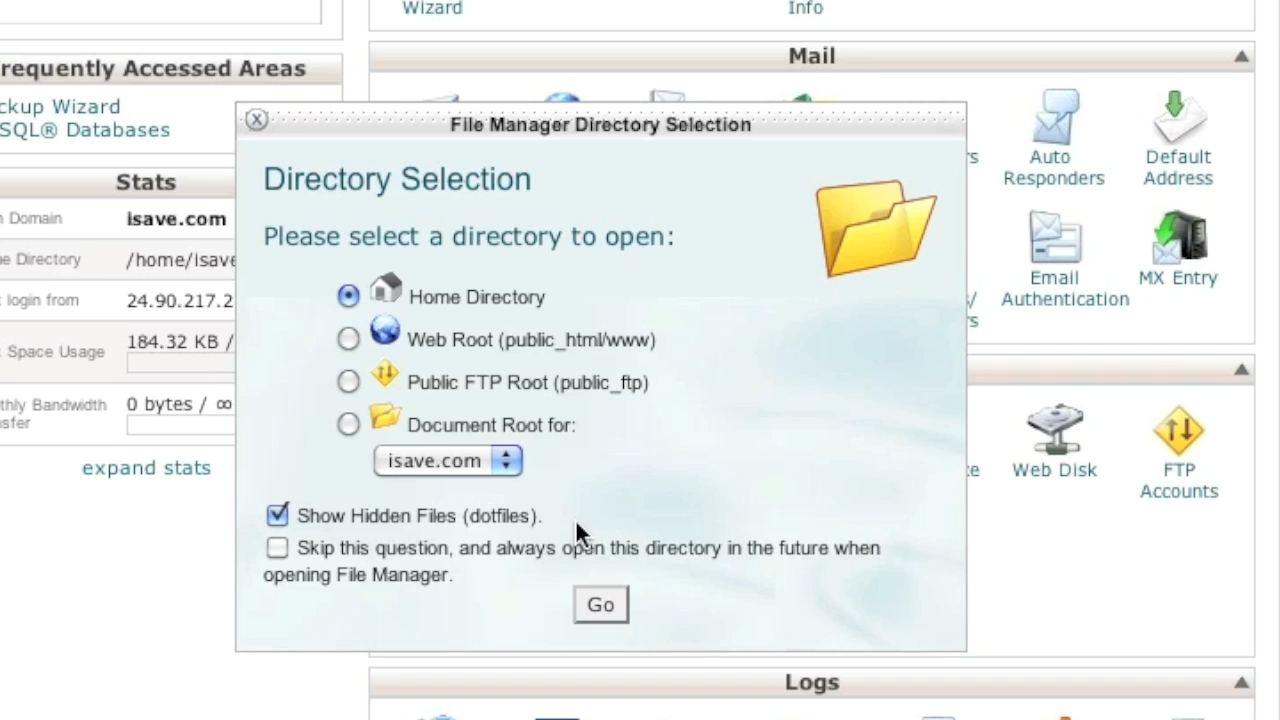 Wizard
Info
requently Accessed Areas
ckup Wizard
SQL® Databases
Stats
Domain
isave.com
e Directory
/home/isave
login from
24.90.217.2
Space Usage
184.32 KB /
thly Bandwidth
sfer
0 bytes / ∞
expand stats
Mail
Auto
Responders
Default
Address
Email
Authentication
MX Entry
Web Disk
FTP
Accounts
Logs
File Manager Directory Selection
Directory Selection
Please select a directory to open:
Home Directory
Web Root (public_html/www)
Public FTP Root (public_ftp)
Document Root for:
isave.com
Show Hidden Files (dotfiles).
Skip this question, and always open this directory in the future when
opening File Manager.
Go